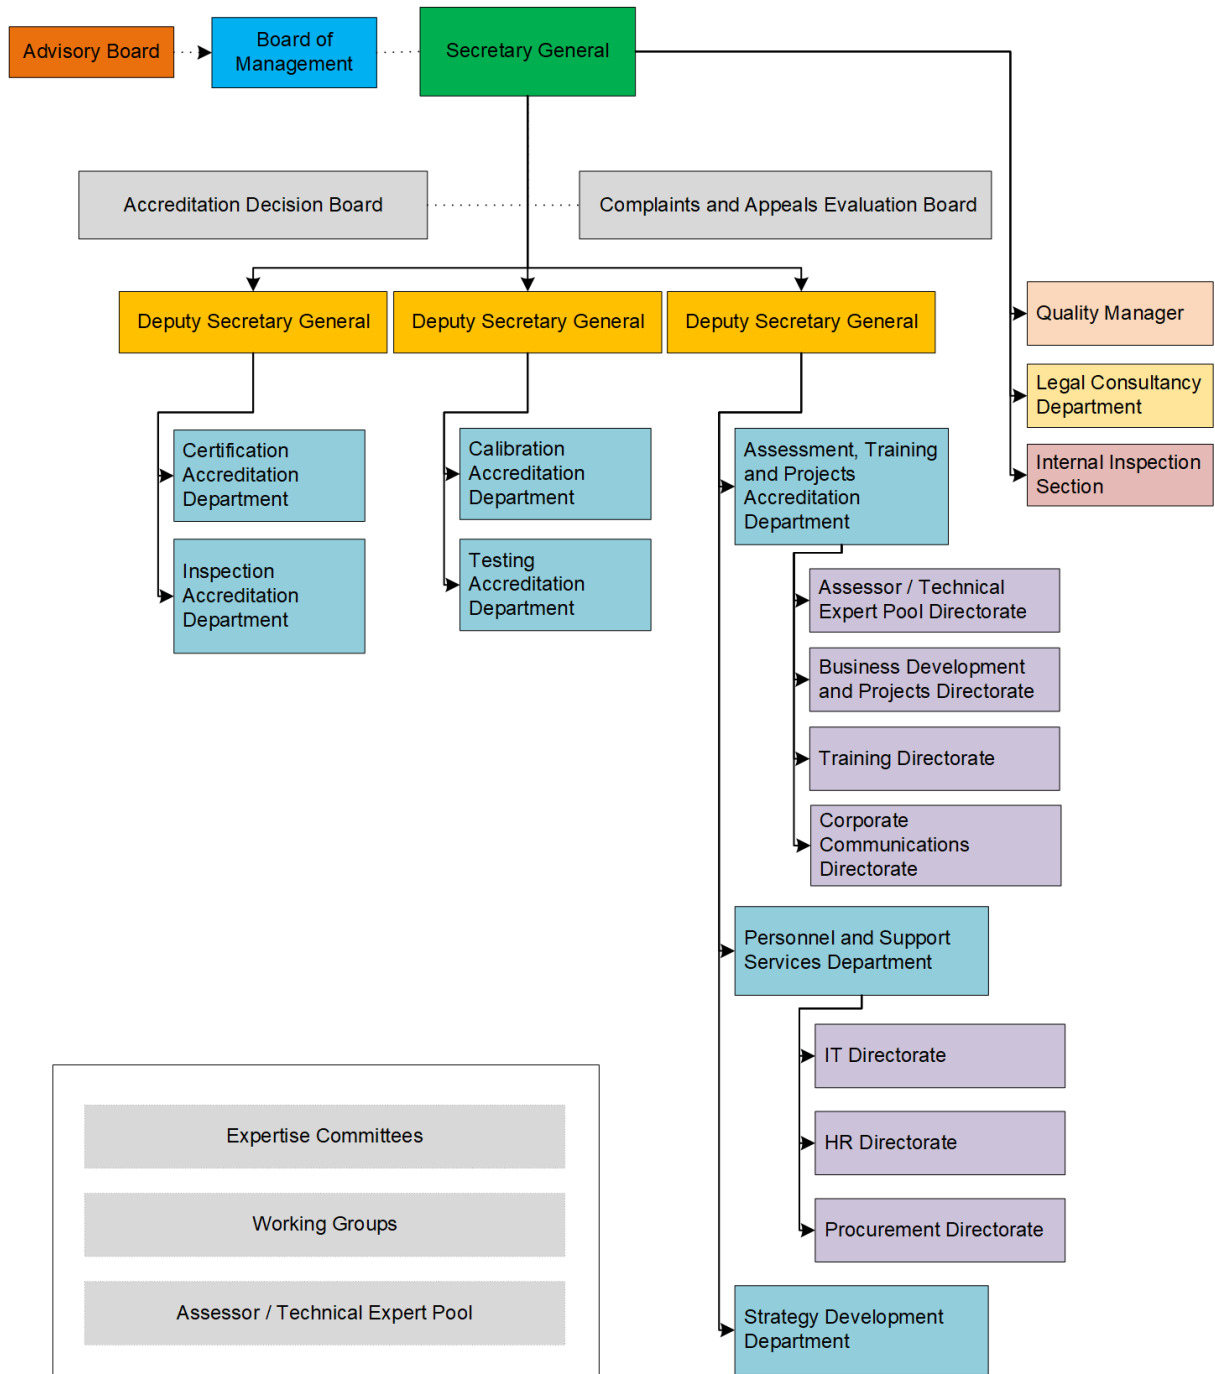 Advisory Board
Board of
Management
Secretary General
Accreditation Decision Board
Complaints and Appeals Evaluation Board
Deputy Secretary General
Deputy Secretary General
Deputy Secretary General
Quality Manager
Legal Consultancy
Department
Internal Inspection
Section
Certification
Accreditation
Department
Inspection
Accreditation
Department
Calibration
Accreditation
Department
Testing
Accreditation
Department
Assessment, Training
and Projects
Accreditation
Department
Assessor / Technical
Expert Pool Directorate
Business Development
and Projects Directorate
Training Directorate
Corporate
Communications
Directorate
Personnel and Support
Services Department
IT Directorate
HR Directorate
Procurement Directorate
Strategy Development
Department
Expertise Committees
Working Groups
Assessor / Technical Expert Pool